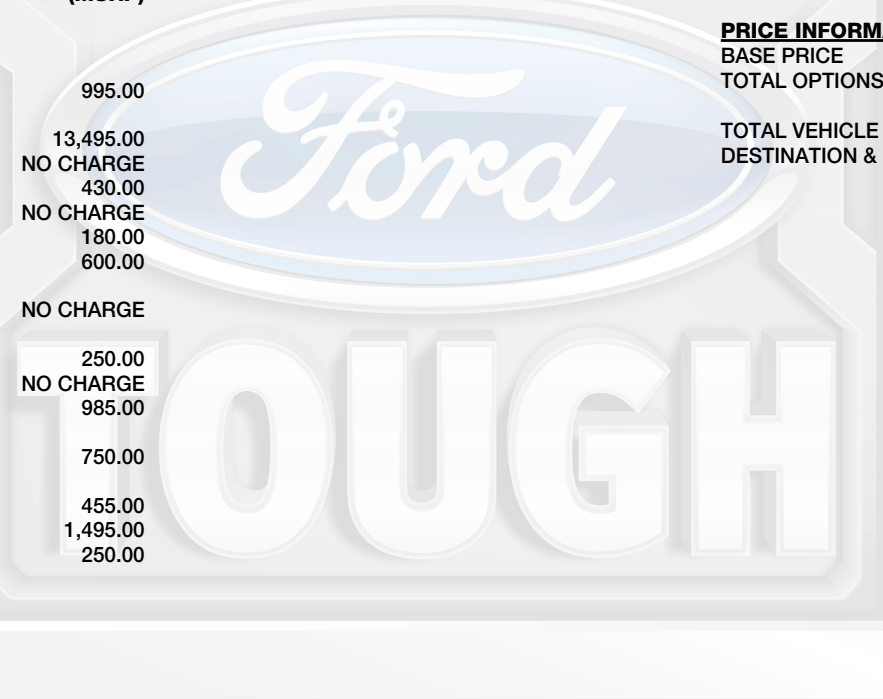 995.00
13,495.00
NO CHARGE
430.00
NO CHARGE
180.00
600.00
NO CHARGE
250.00
NO CHARGE
985.00
750.00
455.00
1,495.00
250.00
PRICE INFORM
BASE PRICE
TOTAL OPTIONS
TOTAL VEHICLE
DESTINATION &
Ford
TOUGH